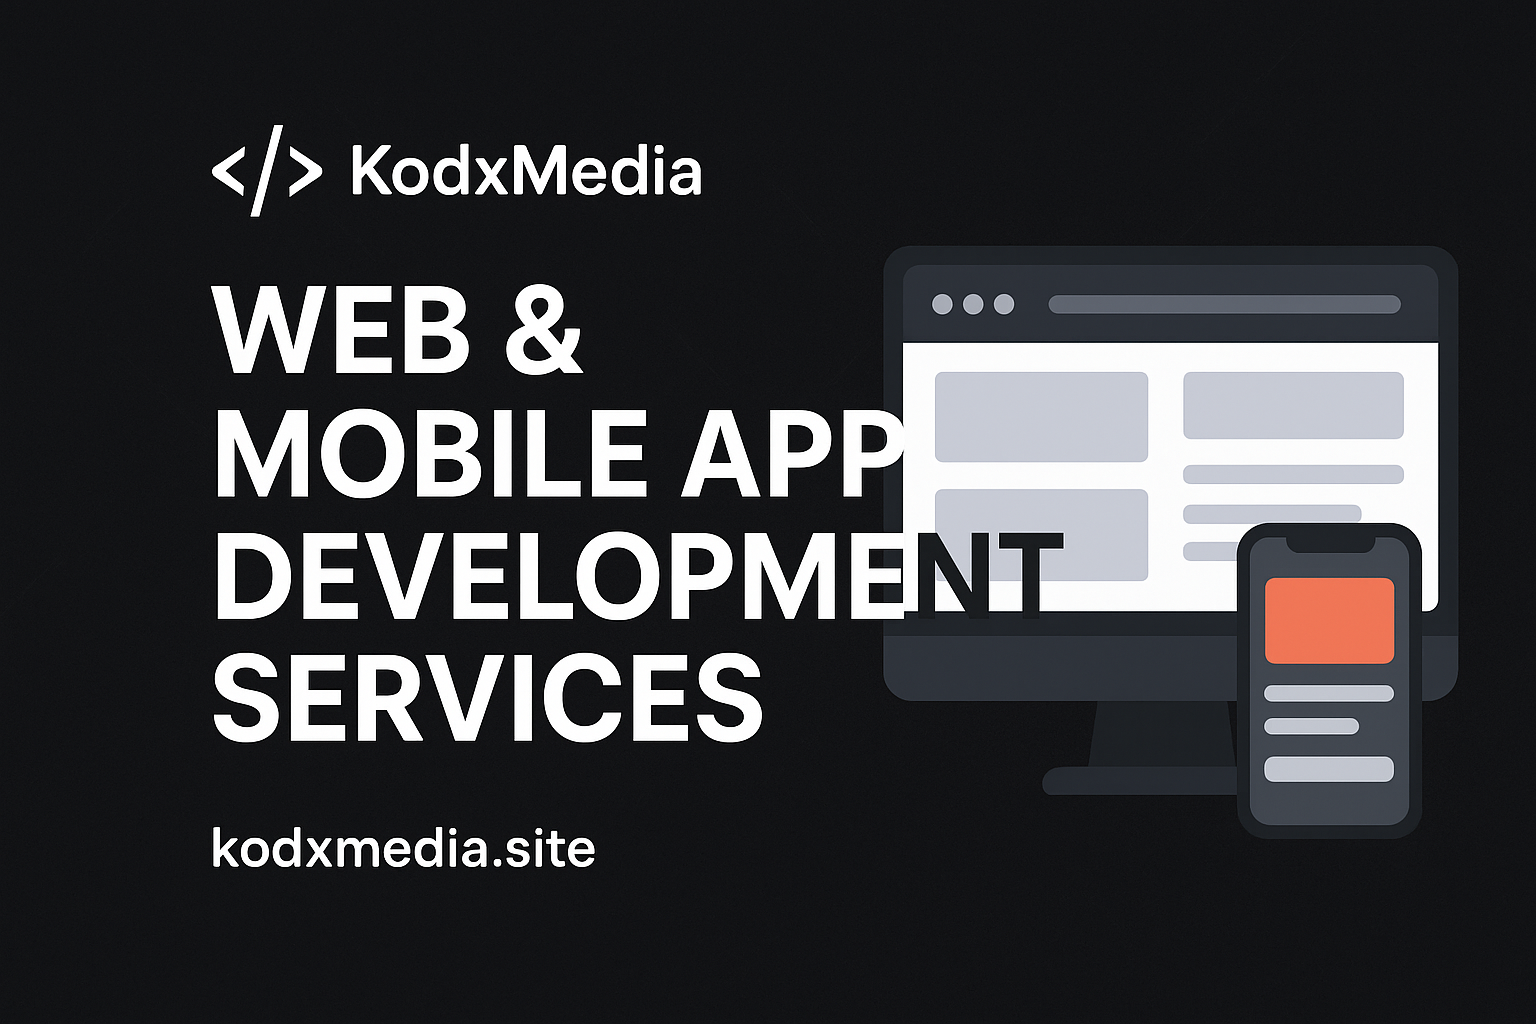 </> KodxMedia
WEB &
MOBILE APP
DEVELOPMENT
SERVICES
kodxmedia.site